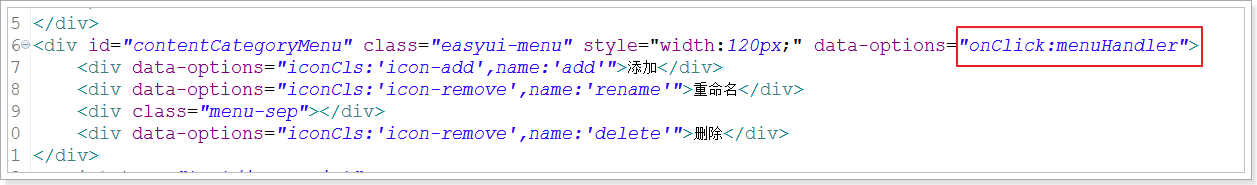 5 </div>
6 <div id="contentCategoryMenu" class="easyui-menu" style="width:120px;" data-options="onClick:menuHandler">
7 <div data-options="iconCls:'icon-add',name:'add'">添加</div>
8 <div data-options="iconCls:'icon-remove',name:'rename'">重命名</div>
9 <div class="menu-sep"></div>
0 <div data-options="iconCls:'icon-remove',name:'delete'">删除</div>
1 </div>